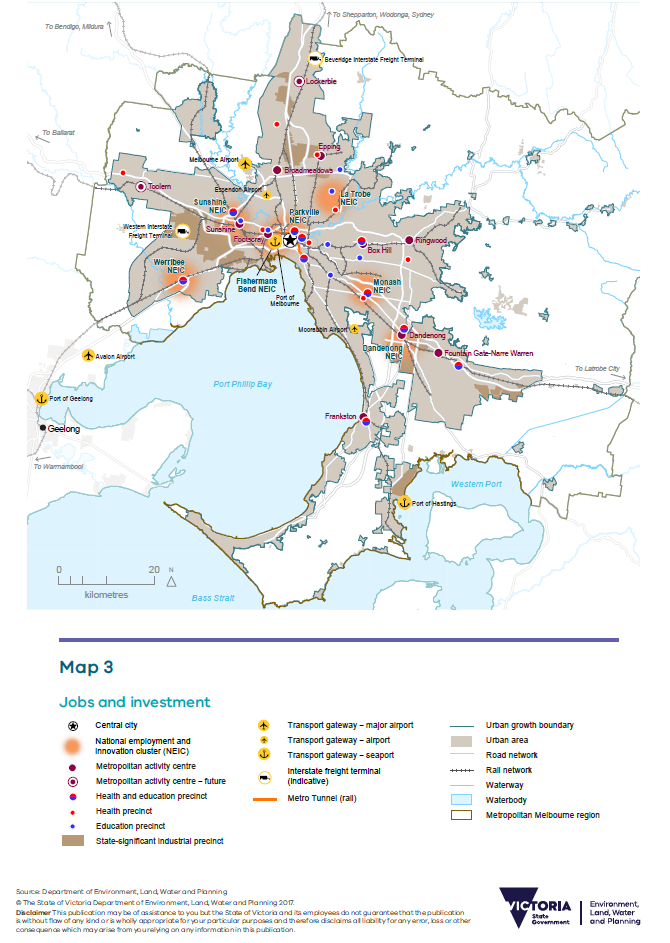 To Shepparton, Wodonga, Sydney
To Bendigo, Mildura
Beveridge Interstate Freight Terminal
Lockerbie
To Ballarat
Epping
Melbourne Airport
Broadmeadows
Toolern
Essendon Airport
La Trobe
NEIC
Sunshine
NEIC
Parkville
NEIC
Western Interstate
Freight Terminal
Sunshine
Footscray
Ringwood
Box Hill
Werribee
NEIC
Fishermans
Bend NEIC
Port of
Melbourne
Monash
NEIC
Moorabbin Airport
Dandenong
Dandenong
NEIC
Fountain Gate-Narre Warren
Avalon Airport
To Latrobe City
Port Phillip Bay
Port of Geelong
Geelong
Frankston
To Warrnambool
Western Port
Port of Hastings
0 20 N
kilometres
Bass Strait
Map 3
Jobs and investment
Central city
National employment and
innovation cluster (NEIC)
Metropolitan activity centre
Metropolitan activity centre – future
Health and education precinct
Health precinct
Education precinct
State-significant industrial precinct
Transport gateway – major airport
Transport gateway – airport
Transport gateway – seaport
Interstate freight terminal
(indicative)
Metro Tunnel (rail)
Urban growth boundary
Urban area
Road network
Rail network
Waterway
Waterbody
Metropolitan Melbourne region
Source: Department of Environment, Land, Water and Planning
© The State of Victoria Department of Environment, Land, Water and Planning 2017.
Disclaimer This publication may be of assistance to you but the State of Victoria and its employees do not guarantee that the publication
is without flaw of any kind or is wholly appropriate for your particular purposes and therefore disclaims all liability for any error, loss or other
consequence which may arise from you relying on any information in this publication.
VICTORIA
State
Government
Environment,
Land, Water
and Planning